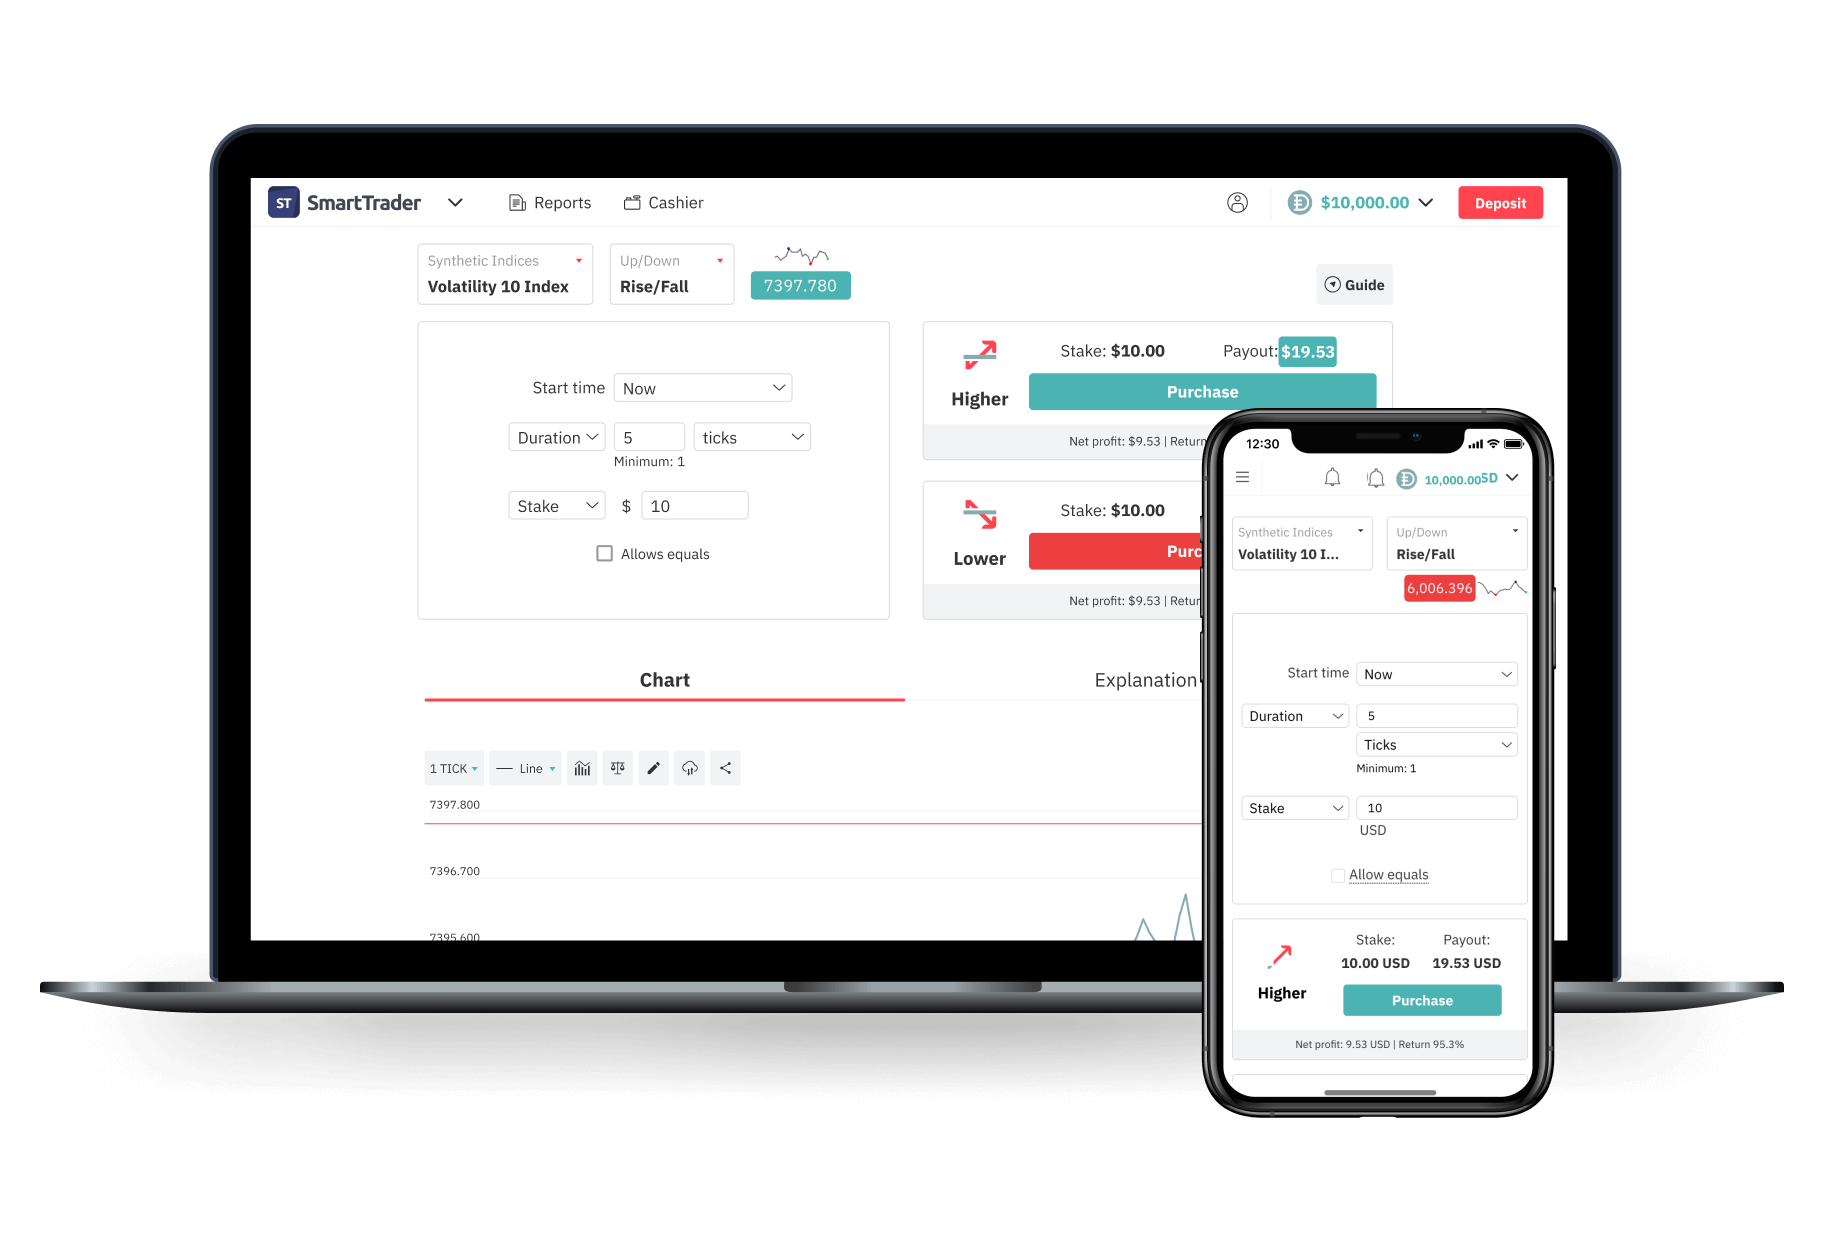 ST SmartTrader Reports Cashier $10,000.00 Deposit
Synthetic Indices
Volatility 10 Index
Up/Down
Rise/Fall
7397.780
Guide
Start time Now
Duration 5 ticks
Minimum: 1
Stake $ 10
Allows equals
Higher
Stake: $10.00 Payout: $19.53
Purchase
Net profit: $9.53 | Return
Lower
Stake: $10.00
Purc
Net profit: $9.53 | Retur
Chart Explanation
1 TICK Line
7397.800
7396.700
7395.600
12:30
10,000.00SD
Synthetic Indices
Volatility 10 I...
Up/Down
Rise/Fall
6,006.396
Start time Now
Duration 5
Ticks
Minimum: 1
Stake 10
USD
Allow equals
Higher
Stake: Payout:
10.00 USD 19.53 USD
Purchase
Net profit: 9.53 USD | Return 95.3%